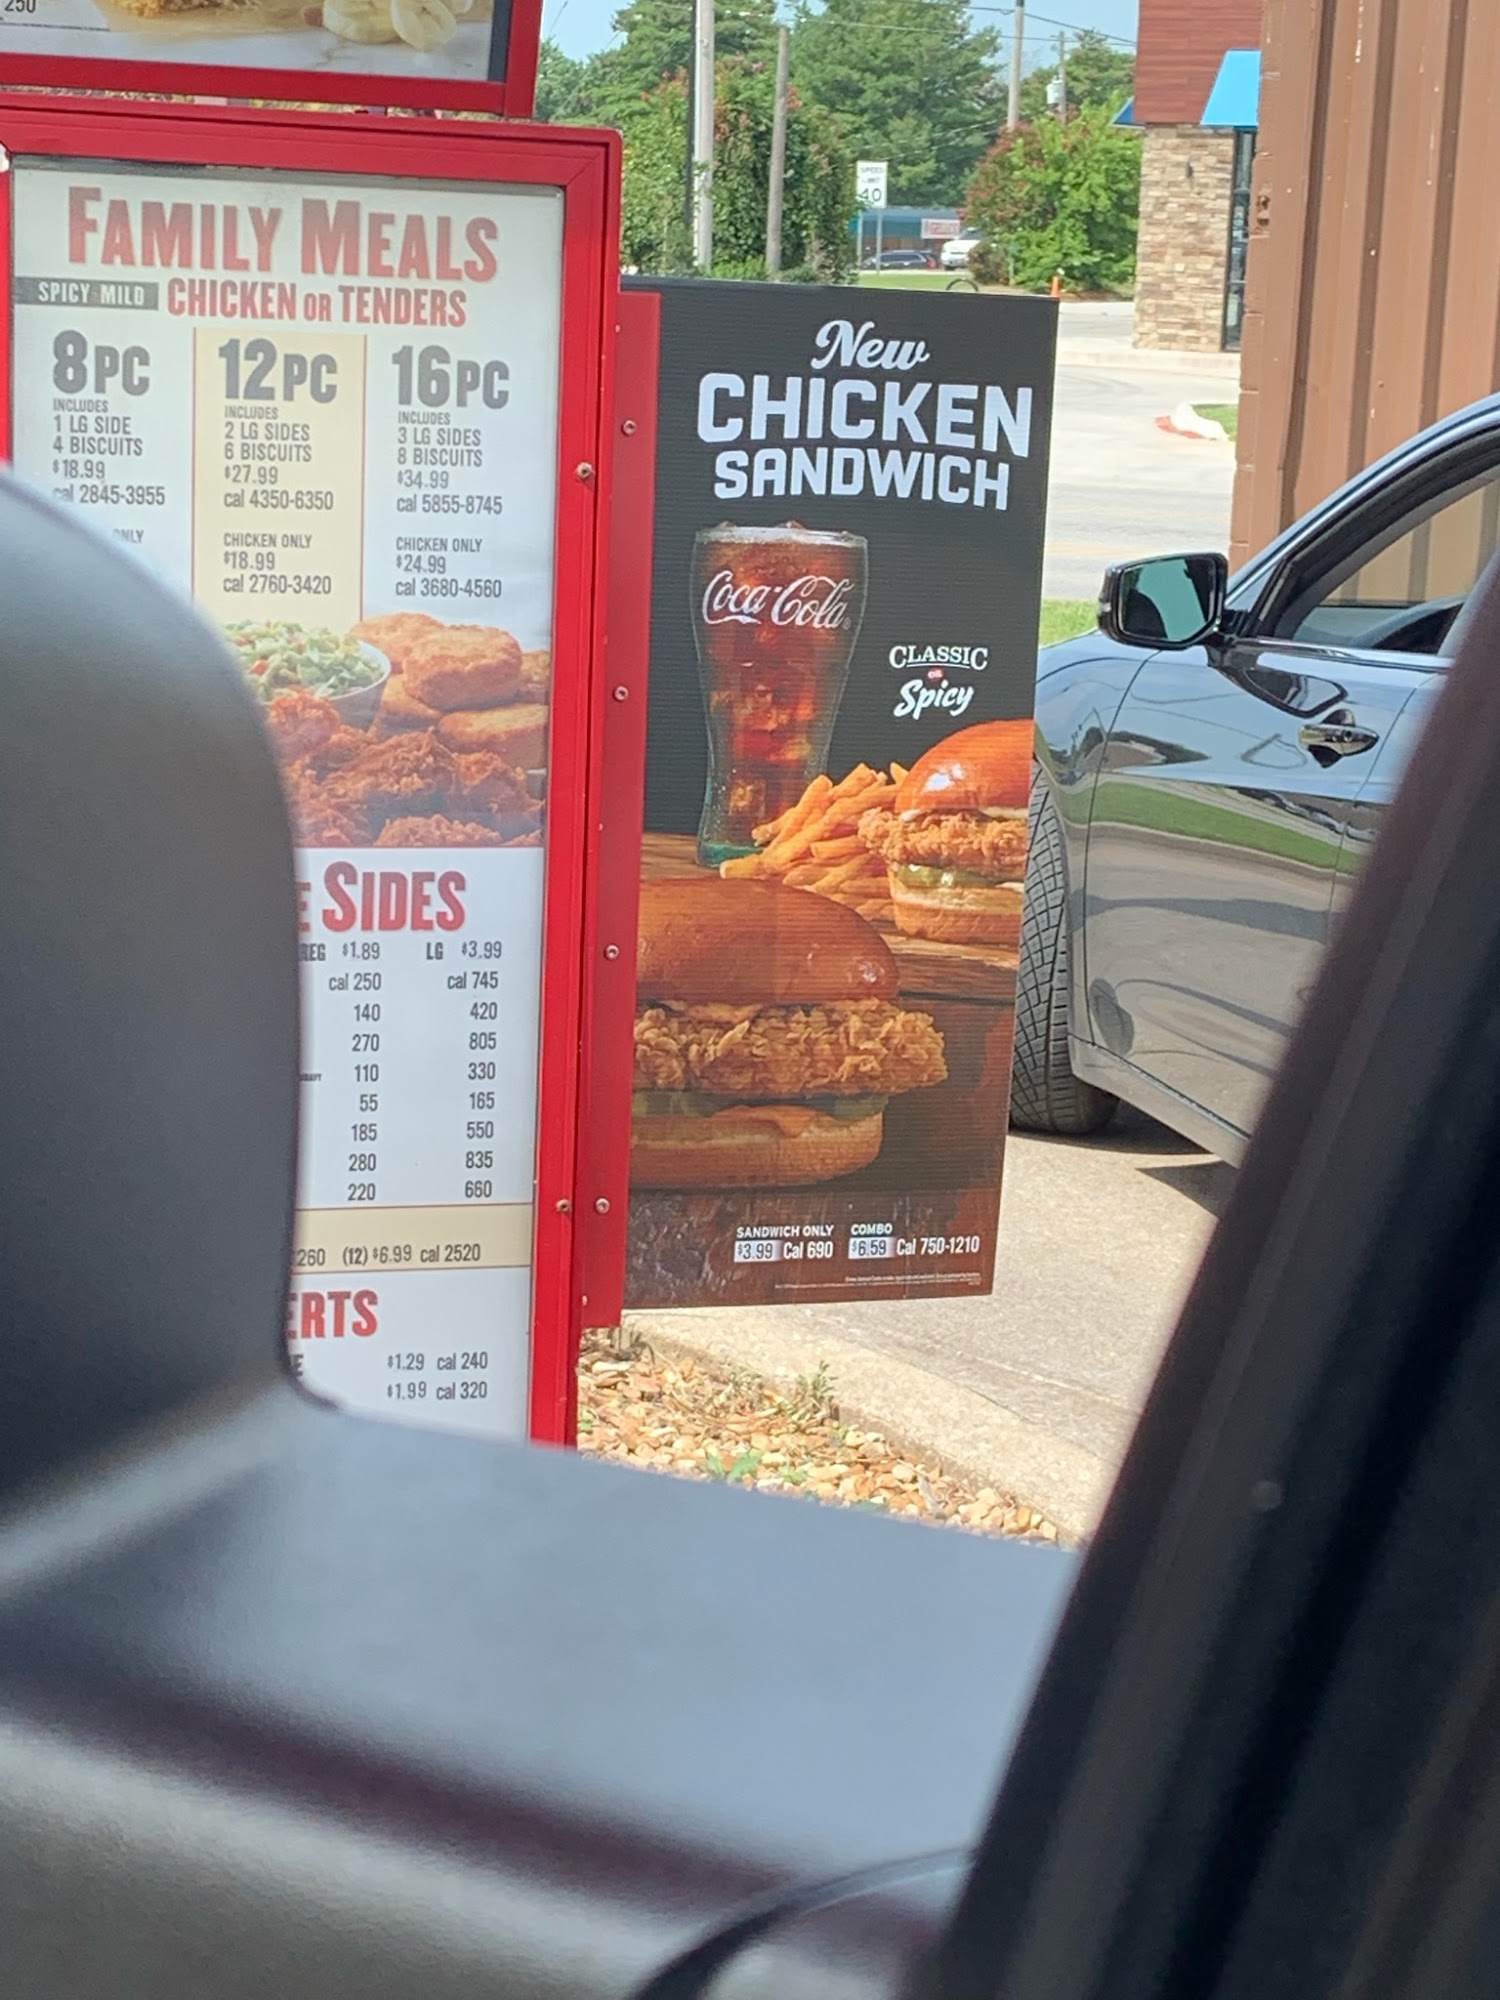 250
FAMILY MEALS
SPICY MILD CHICKEN OR TENDERS
8PC
INCLUDES
1 LG SIDE
4 BISCUITS
$18.99
cal 2845-3955
ONLY
12PC
INCLUDES
2 LG SIDES
6 BISCUITS
$27.99
cal 4350-6350
CHICKEN ONLY
$18.99
cal 2760-3420
16PC
INCLUDES
3 LG SIDES
8 BISCUITS
$34.99
cal 5855-8745
CHICKEN ONLY
$24.99
cal 3680-4560
E SIDES
REG $1.89 LG $3.99
cal 250 cal 745
140 420
270 805
110 330
55 165
185 550
280 835
220 660
260 (12) $6.99 cal 2520
ERTS
E $1.29 cal 240
$1.99 cal 320
New
CHICKEN
SANDWICH
Coca-Cola
CLASSIC
OR
Spicy
SANDWICH ONLY COMBO
$3.99 Cal 690 $6.59 Cal 750-1210
SPEED
LIMIT
40